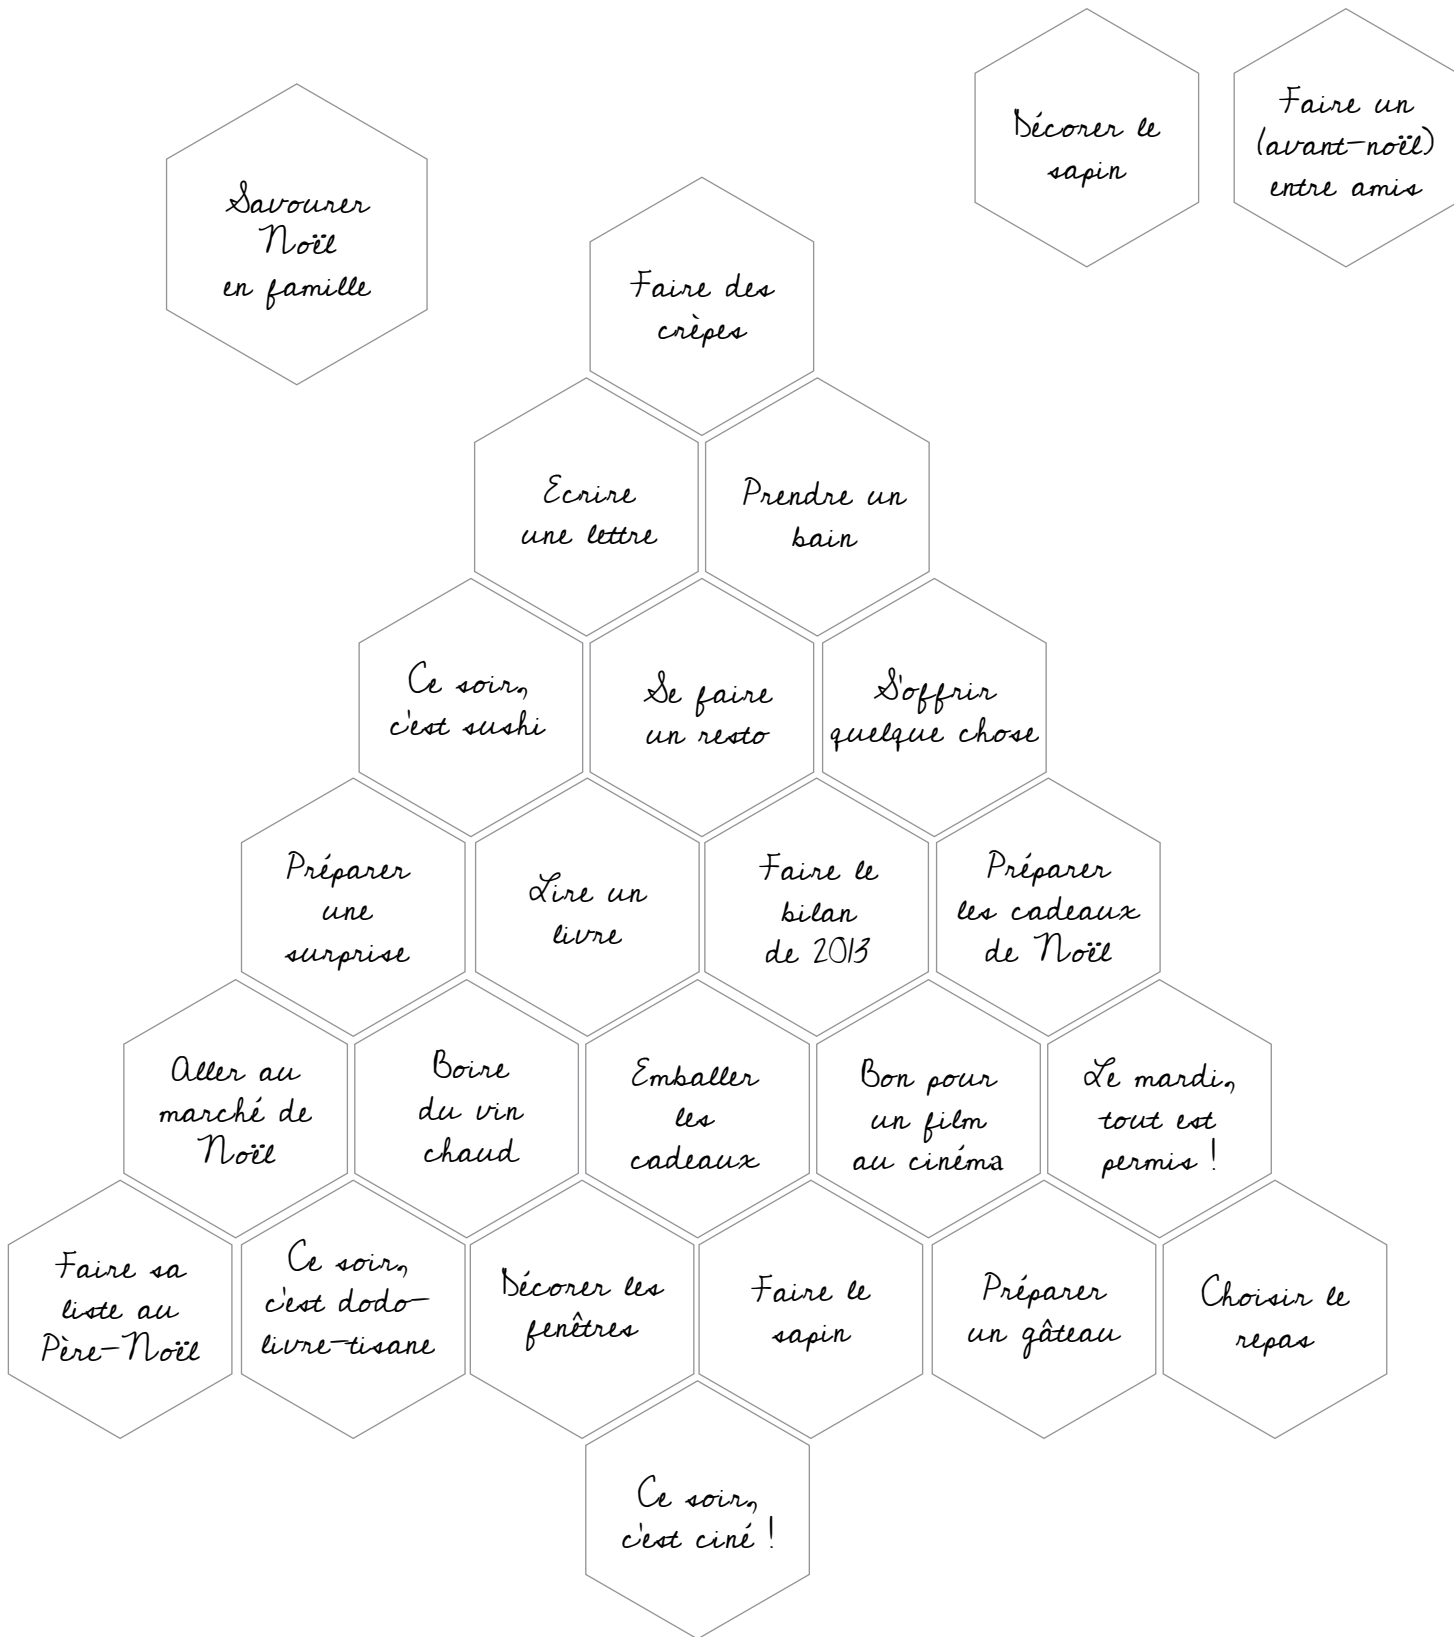 Décorer le
sapin
Faire un
(avant-noël)
entre amis
Savourer
Noël
en famille
Faire des
crèpes
Ecrire
une lettre
Prendre un
bain
Ce soir,
c'est sushi
Se faire
un resto
S'offrir
quelque chose
Préparer
une
surprise
Lire un
livre
Faire le
bilan
de 2013
Préparer
les cadeaux
de Noël
Aller au
marché de
Noël
Boire
du vin
chaud
Emballer
les
cadeaux
Bon pour
un film
au cinéma
Le mardi,
tout est
permis !
Faire sa
liste au
Père-Noël
Ce soir,
c'est dodo-
livre-tisane
Décorer les
fenêtres
Faire le
sapin
Préparer
un gâteau
Choisir le
repas
Ce soir,
c'est ciné !